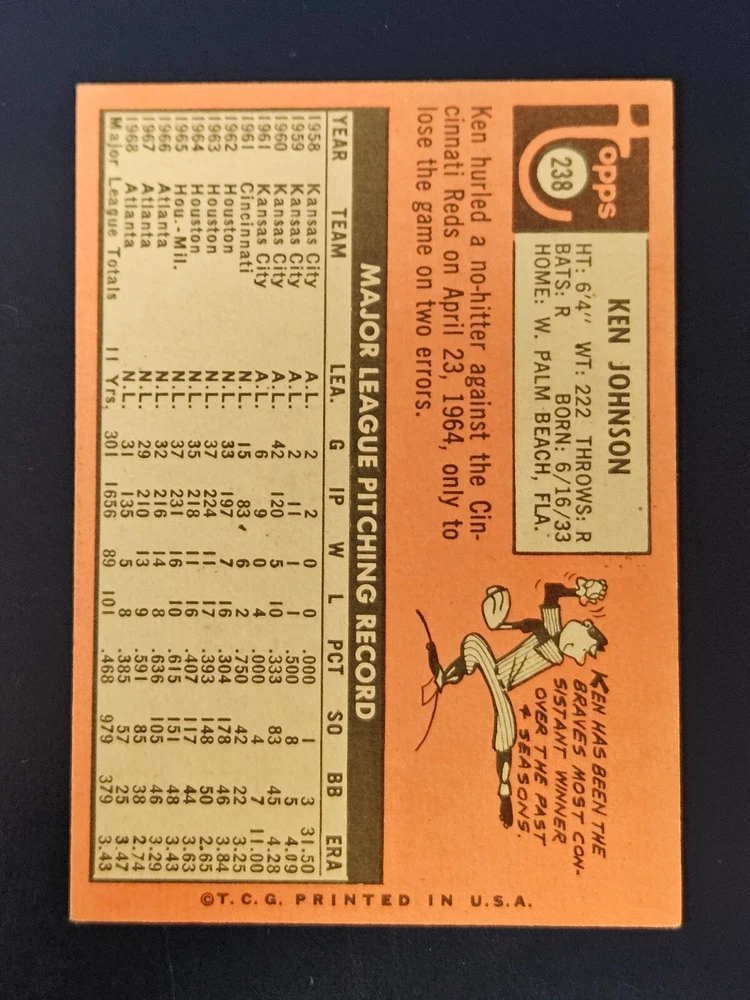 topps
238
KEN JOHNSON
HT: 6'4" WT: 222 THROWS: R
BATS: R BORN: 6/16/33
HOME: W. PALM BEACH, FLA.
Ken hurled a no-hitter against the Cin-
cinnati Reds on April 23, 1964, only to
lose the game on two errors.
KEN HAS BEEN THE
BRAVES MOST CON-
SISTANT WINNER
OVER THE PAST
4 SEASONS.
MAJOR LEAGUE PITCHING RECORD
YEAR TEAM LEA. G IP W L PCT SO BB ERA
1958 Kansas City A.L. 2 2 0 0 .000 1 3 31.50
1959 Kansas City A.L. 2 11 1 1 .500 8 5 4.09
1960 Kansas City A.L. 42 120 5 10 .333 83 45 4.28
1961 Kansas City A.L. 6 9 0 4 .000 4 7 11.00
1961 Cincinnati N.L. 15 83 6 2 .750 42 22 3.25
1962 Houston N.L. 33 197 7 16 .304 178 46 3.84
1963 Houston N.L. 37 224 11 17 .393 148 50 2.65
1964 Houston N.L. 35 218 11 16 .407 117 44 3.63
1965 Hou.-Mil. N.L. 37 231 16 10 .615 151 48 3.43
1966 Atlanta N.L. 32 216 14 8 .636 105 46 3.29
1967 Atlanta N.L. 29 210 13 9 .591 85 38 2.74
1968 Atlanta N.L. 31 135 5 8 .385 57 25 3.47
Major League Totals 11 Yrs. 301 1656 89 101 .468 979 379 3.43
©T.C.G. PRINTED IN U.S.A.